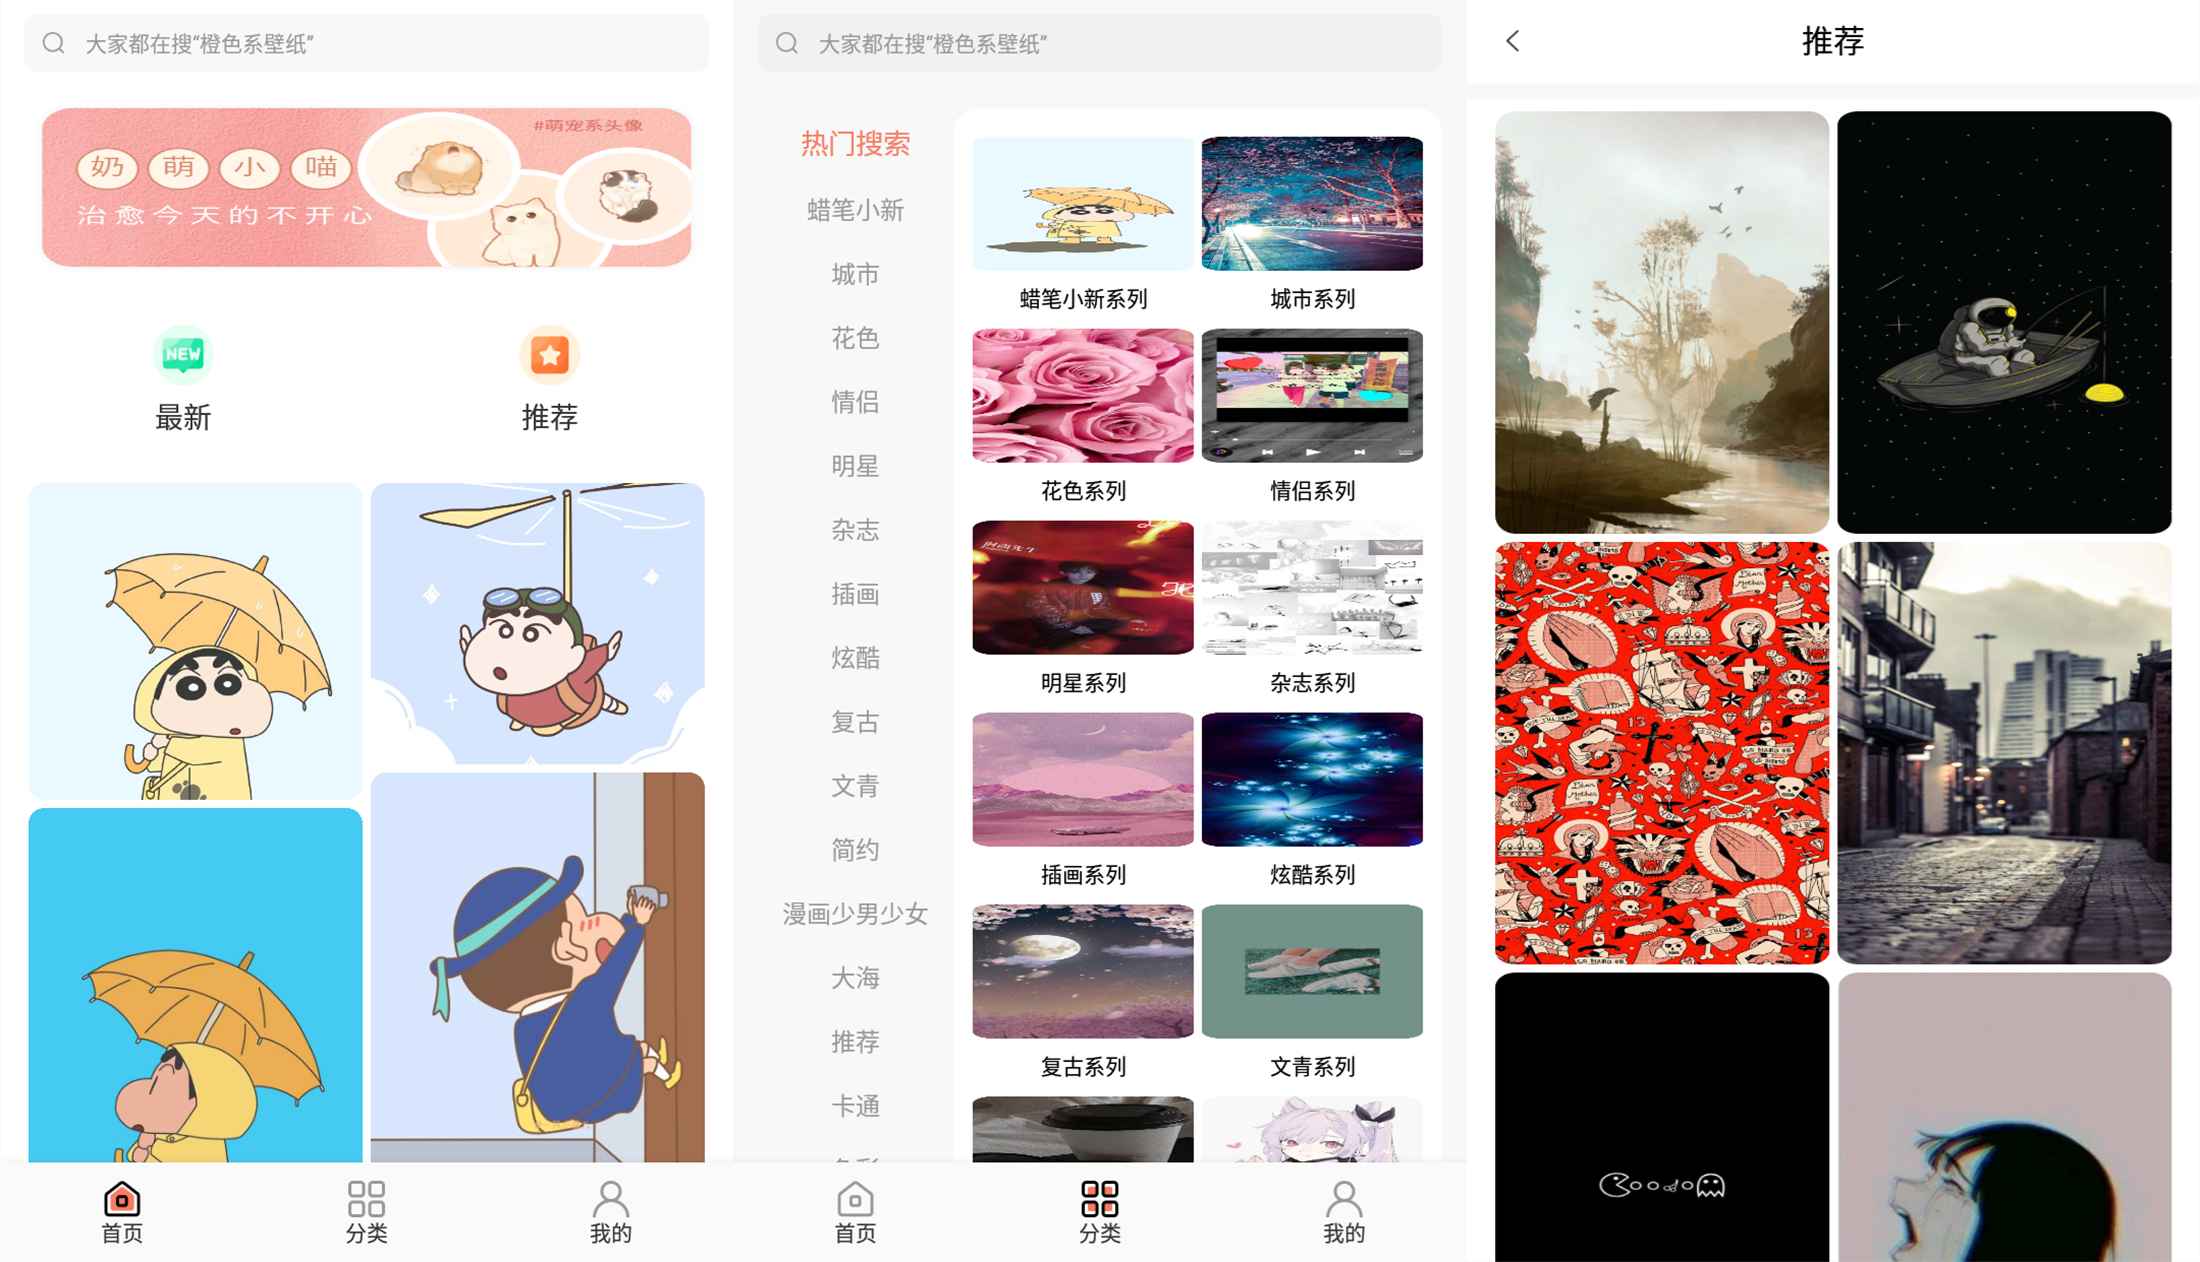 大家都在搜“橙色系壁纸”
#萌宠系头像
奶萌小喵
治愈今天的不开心
NEW
最新
推荐
首页
分类
我的
大家都在搜“橙色系壁纸”
热门搜索
蜡笔小新
城市
花色
情侣
明星
杂志
插画
炫酷
复古
文青
简约
漫画少男少女
大海
推荐
卡通
蜡笔小新系列
城市系列
花色系列
情侣系列
明星系列
杂志系列
插画系列
炫酷系列
复古系列
文青系列
首页
分类
我的
推荐
Dear
Mother
13
Dear
Mother
13